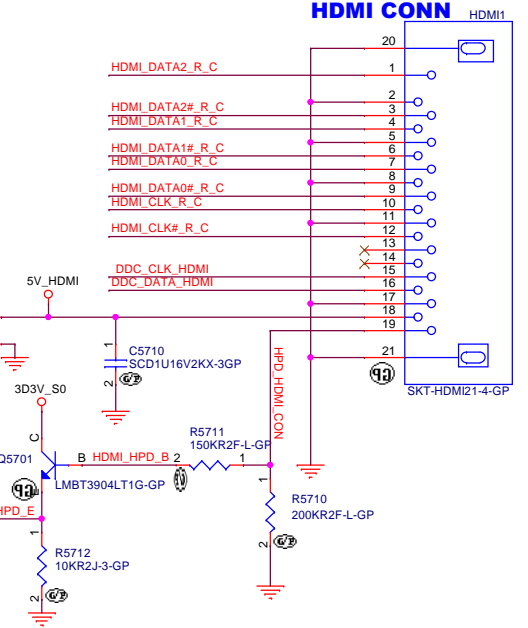 HDMI CONN
HDMI1
20
HDMI_DATA2_R_C 1
2
HDMI_DATA2#_R_C 3
HDMI_DATA1_R_C 4
5
HDMI_DATA1#_R_C 6
HDMI_DATA0_R_C 7
8
HDMI_DATA0#_R_C 9
HDMI_CLK_R_C 10
11
HDMI_CLK#_R_C 12
13
14
DDC_CLK_HDMI 15
DDC_DATA_HDMI 16
17
18
19
21
SKT-HDMI21-4-GP
5V_HDMI
1
C5710
SCD1U16V2KX-3GP
2
HPD_HDMI_CON
3D3V_S0
C
Q5701
B HDMI_HPD_B 2
R5711
150KR2F-L-GP
1
LMBT3904LT1G-GP
E
HPD_E
1
R5710
200KR2F-L-GP
2
1
R5712
10KR2J-3-GP
2